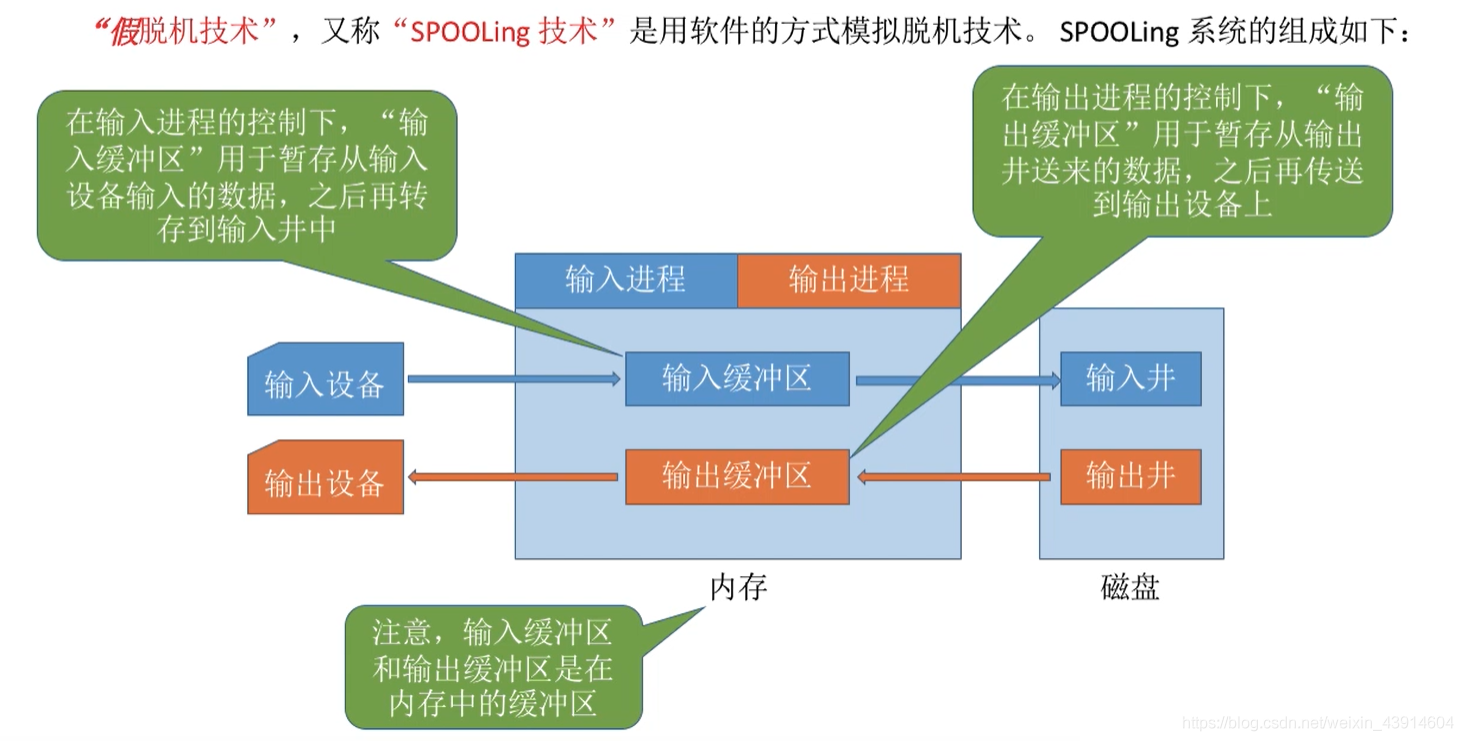 “假脱机技术”，又称“SPOOLing 技术”是用软件的方式模拟脱机技术。 SPOOLing 系统的组成如下：
在输入进程的控制下，“输
入缓冲区”用于暂存从输入
设备输入的数据，之后再转
存到输入井中
在输出进程的控制下，“输
出缓冲区”用于暂存从输出
井送来的数据，之后再传送
到输出设备上
输入进程
输出进程
输入设备
输入缓冲区
输入井
输出设备
输出缓冲区
输出井
内存
磁盘
注意，输入缓冲区
和输出缓冲区是在
内存中的缓冲区
https://blog.csdn.net/weixin_43914604